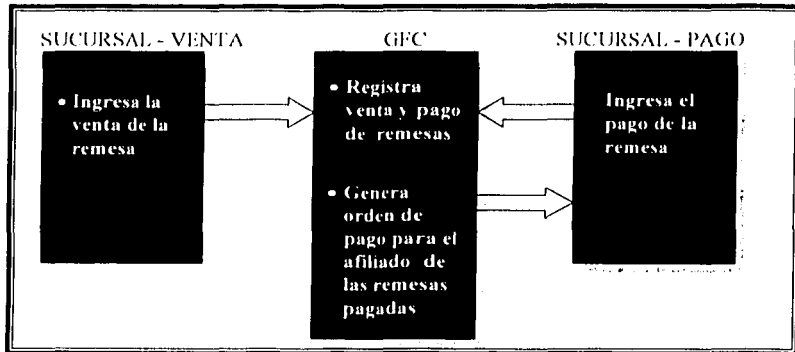 SUCURSAL - VENTA
GFC
SUCURSAL - PAGO
• Ingresa la
venta de la
remesa
• Registra
venta y pago
de remesas
• Genera
orden de
pago para el
afiliado de
las remesas
pagadas
Ingresa el
pago de la
remesa